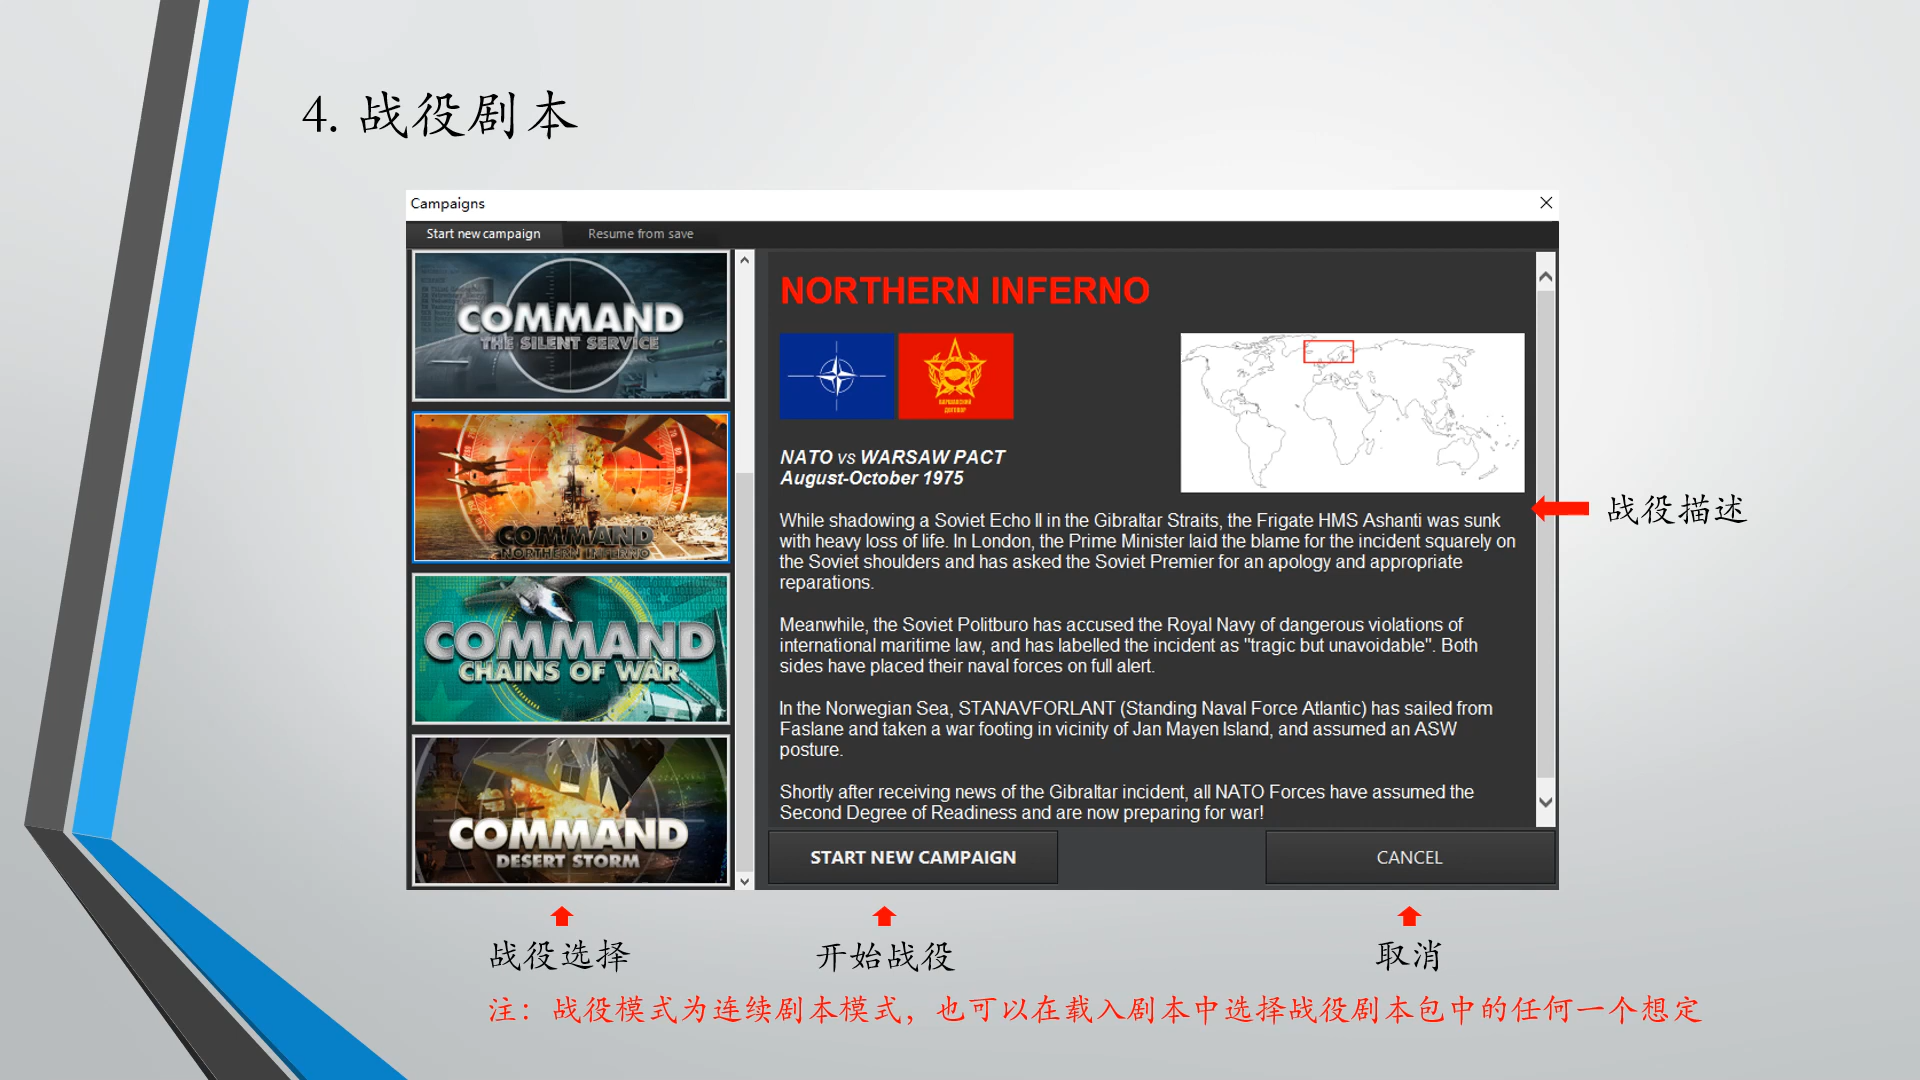 4. 战役剧本
Campaigns
Start new campaign
Resume from save
COMMAND
THE SILENT SERVICE
COMMAND
NORTHERN INFERNO
COMMAND
CHAINS OF WAR
COMMAND
DESERT STORM
NORTHERN INFERNO
ВАРШАВСКИЙ
ДОГОВОР
NATO vs WARSAW PACT
August-October 1975
While shadowing a Soviet Echo II in the Gibraltar Straits, the Frigate HMS Ashanti was sunk
with heavy loss of life. In London, the Prime Minister laid the blame for the incident squarely on
the Soviet shoulders and has asked the Soviet Premier for an apology and appropriate
reparations.
Meanwhile, the Soviet Politburo has accused the Royal Navy of dangerous violations of
international maritime law, and has labelled the incident as "tragic but unavoidable". Both
sides have placed their naval forces on full alert.
In the Norwegian Sea, STANAVFORLANT (Standing Naval Force Atlantic) has sailed from
Faslane and taken a war footing in vicinity of Jan Mayen Island, and assumed an ASW
posture.
Shortly after receiving news of the Gibraltar incident, all NATO Forces have assumed the
Second Degree of Readiness and are now preparing for war!
START NEW CAMPAIGN
CANCEL
战役描述
战役选择
开始战役
取消
注：战役模式为连续剧本模式，也可以在载入剧本中选择战役剧本包中的任何一个想定